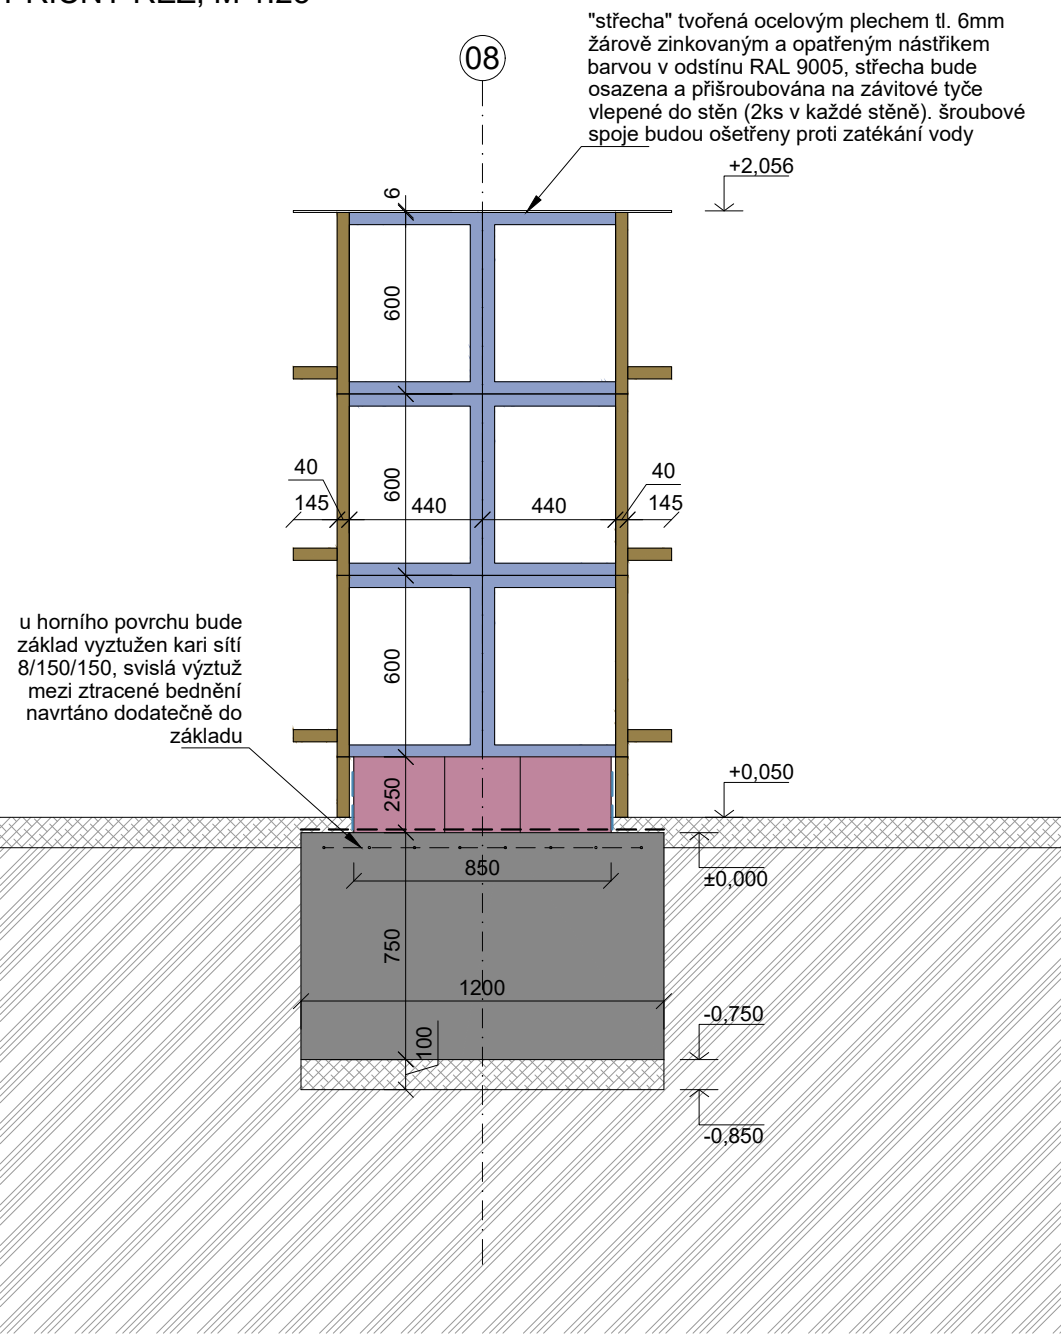 08
"střecha" tvořená ocelovým plechem tl. 6mm
žárově zinkovaným a opatřeným nástřikem
barvou v odstínu RAL 9005, střecha bude
osazena a přišroubována na závitové tyče
vlepené do stěn (2ks v každé stěně). šroubové
spoje budou ošetřeny proti zatékání vody
+2,056
6
600
40
145
600
440
440
40
145
u horního povrchu bude
základ vyztužen kari sítí
8/150/150, svislá výztuž
mezi ztracené bednění
navrtáno dodatečně do
základu
600
250
+0,050
850
±0,000
750
1200
-0,750
100
-0,850